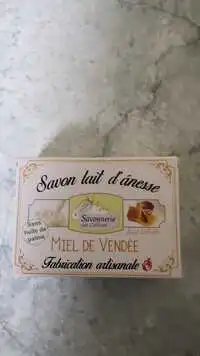 Savon lait d'ânesse
Sans
huile de
palme
Savonnerie
MIEL DE VENDÉE
Fabrication artisanale